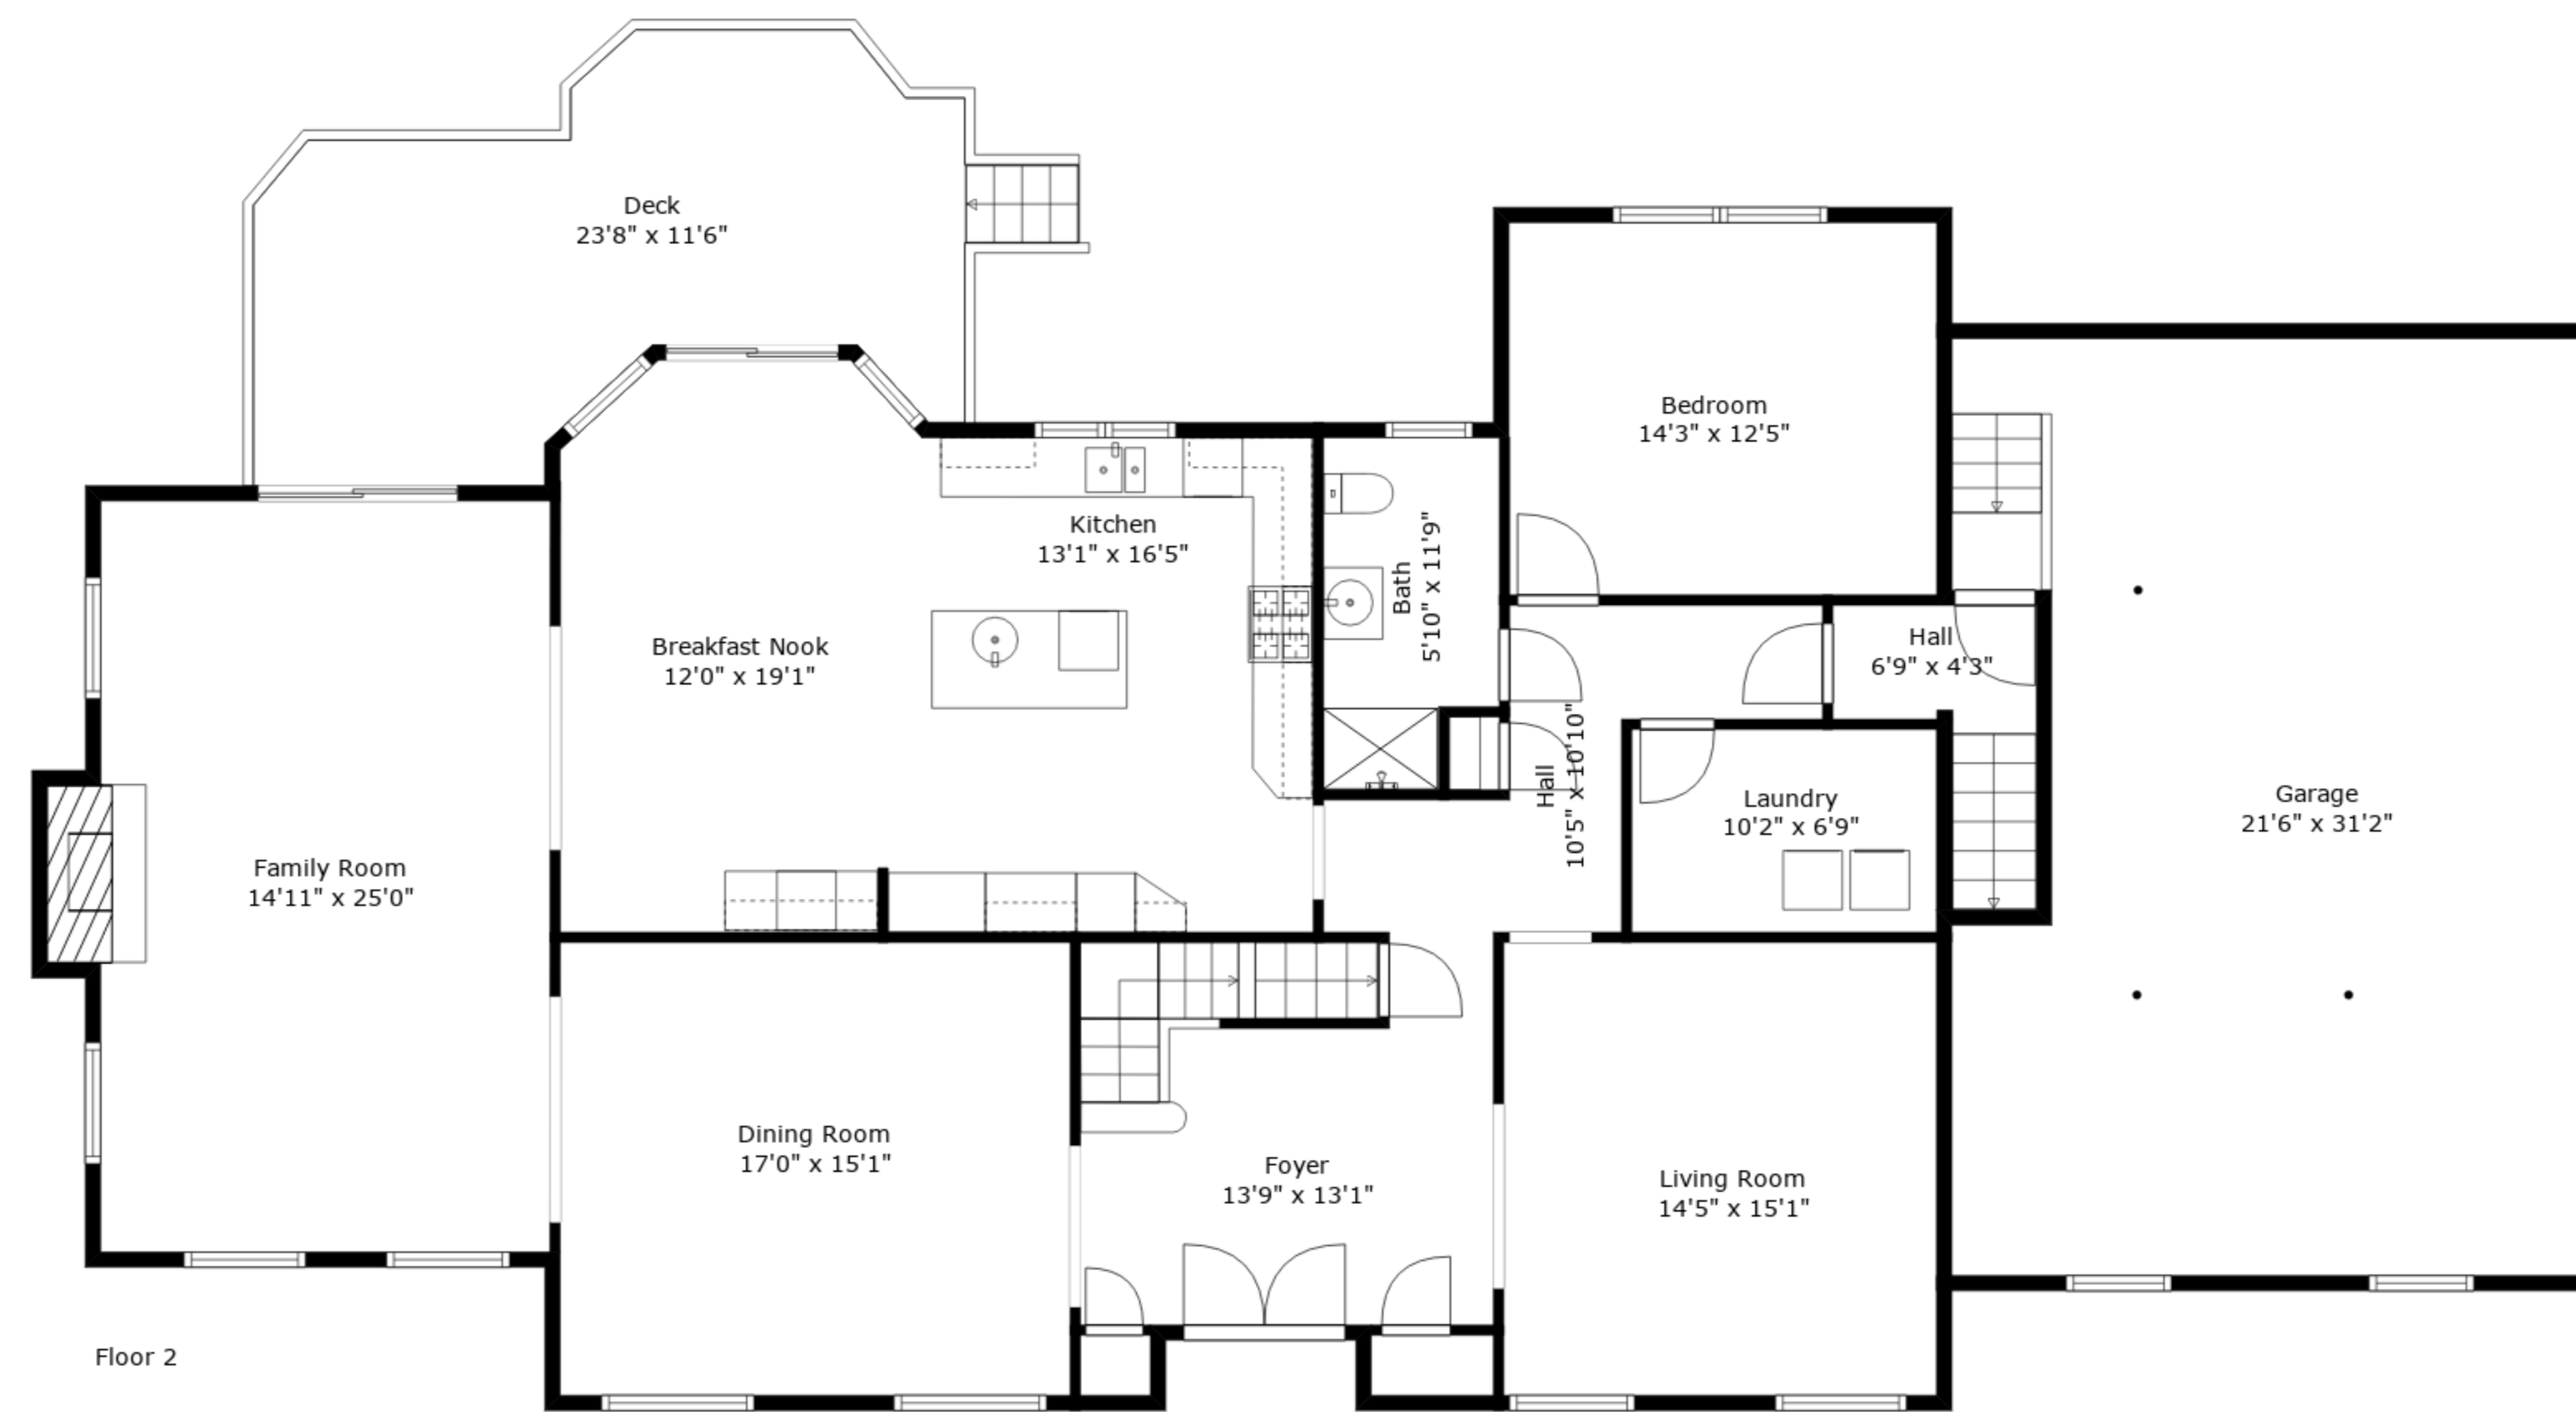 Deck
23'8" x 11'6"
Bedroom
14'3" x 12'5"
Kitchen
13'1" x 16'5"
Bath
5'10" x 11'9"
Breakfast Nook
12'0" x 19'1"
Hall
6'9" x 4'3"
Hall
10'5" x 10'10"
Laundry
10'2" x 6'9"
Garage
21'6" x 31'2"
Family Room
14'11" x 25'0"
Dining Room
17'0" x 15'1"
Foyer
13'9" x 13'1"
Living Room
14'5" x 15'1"
Floor 2